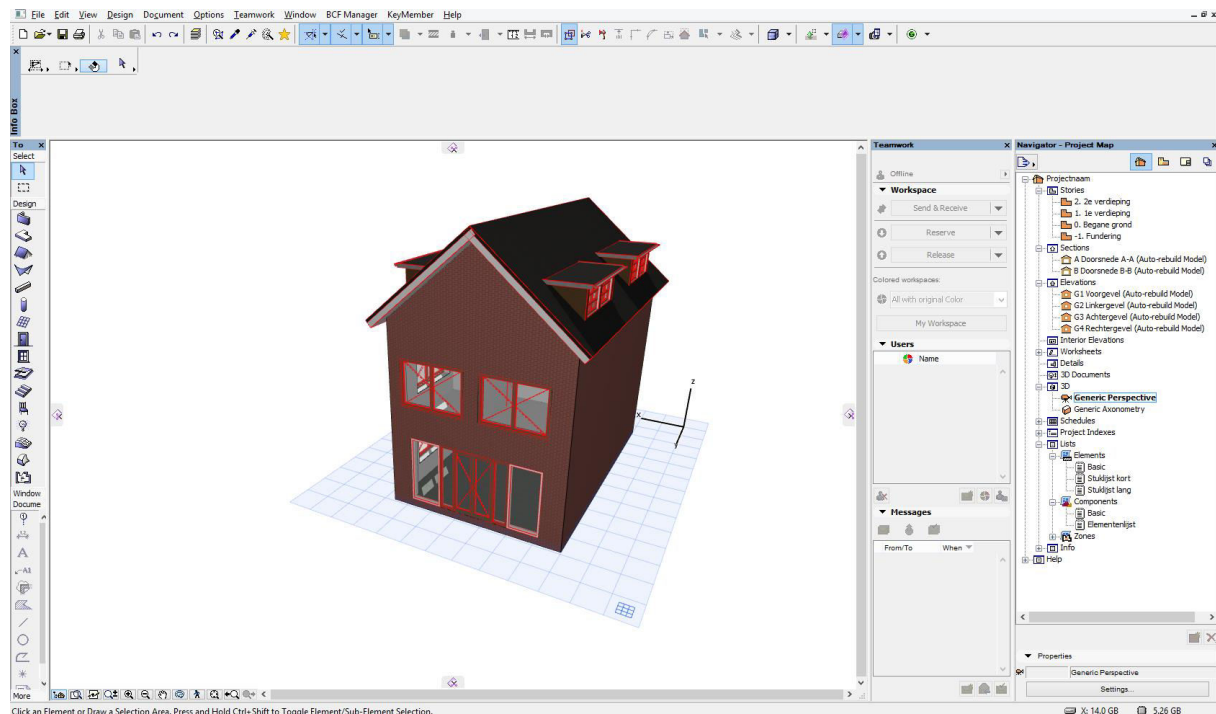 File Edit View Design Document Options Teamwork Window BCF Manager KeyMember Help
Info Box
To
Select
Design
Window
Docume
A1
More
z
x
y
Teamwork
Offline
Workspace
Send & Receive
Reserve
Release
Colored workspaces:
All with original Color
My Workspace
Users
Name
Messages
From/To When
Navigator - Project Map
Projectnaam
Stories
2. 2e verdieping
1. 1e verdieping
0. Begane grond
-1. Fundering
Sections
A Doorsnede A-A (Auto-rebuild Model)
B Doorsnede B-B (Auto-rebuild Model)
Elevations
G1 Voorgevel (Auto-rebuild Model)
G2 Linkergevel (Auto-rebuild Model)
G3 Achtergevel (Auto-rebuild Model)
G4 Rechtergevel (Auto-rebuild Model)
Interior Elevations
Worksheets
Details
3D Documents
3D
Generic Perspective
Generic Axonometry
Schedules
Project Indexes
Lists
Elements
Basic
Stuklijst kort
Stuklijst lang
Components
Basic
Elementenlijst
Zones
Info
Help
Properties
Generic Perspective
Settings...
Click an Element or Draw a Selection Area. Press and Hold Ctrl+Shift to Toggle Element/Sub-Element Selection.
X: 14.0 GB 5.26 GB